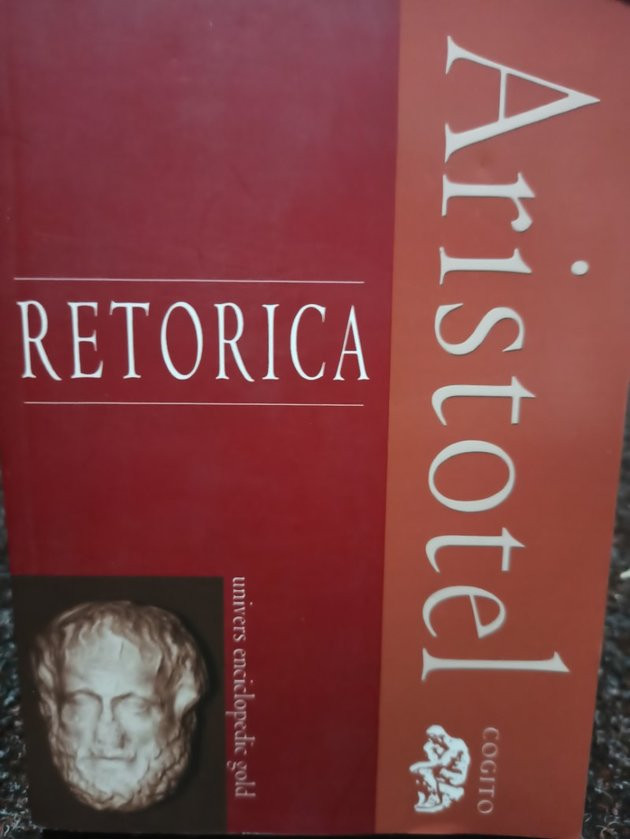 Aristotel
RETORICA
univers enciclopedic gold
COGITO